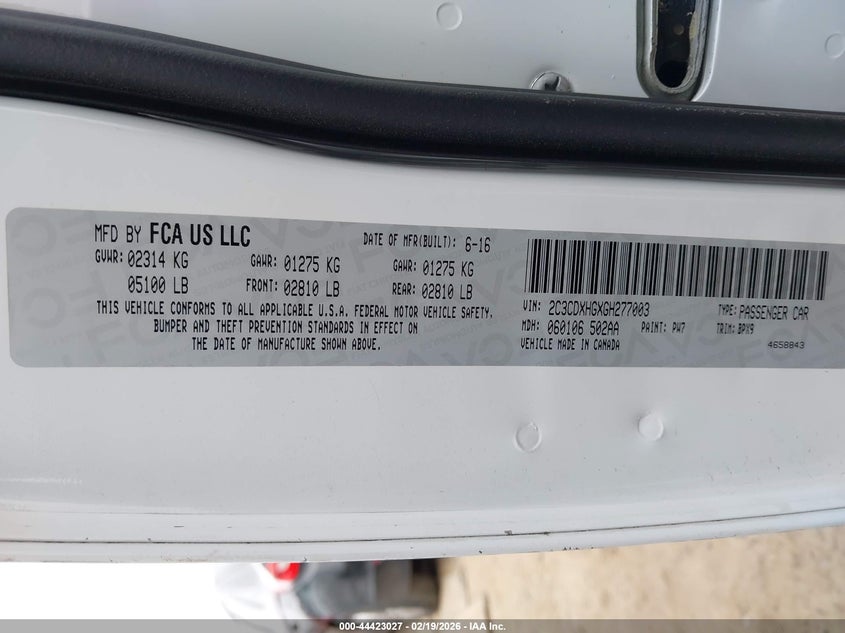 MFD BY FCA US LLC
DATE OF MFR(BUILT): 6-16
GVWR: 02314 KG GAWR: 01275 KG GAWR: 01275 KG
05100 LB FRONT: 02810 LB REAR: 02810 LB
THIS VEHICLE CONFORMS TO ALL APPLICABLE U.S.A. FEDERAL MOTOR VEHICLE SAFETY,
BUMPER AND THEFT PREVENTION STANDARDS IN EFFECT ON
THE DATE OF MANUFACTURE SHOWN ABOVE.
VIN: 2C3CDXHGXGH277003 TYPE: PASSENGER CAR
MDH: 060106 502AA PAINT: PW7 TRIM: BPX9
VEHICLE MADE IN CANADA 4658843
000-44423027 - 02/19/2026 - IAA Inc.